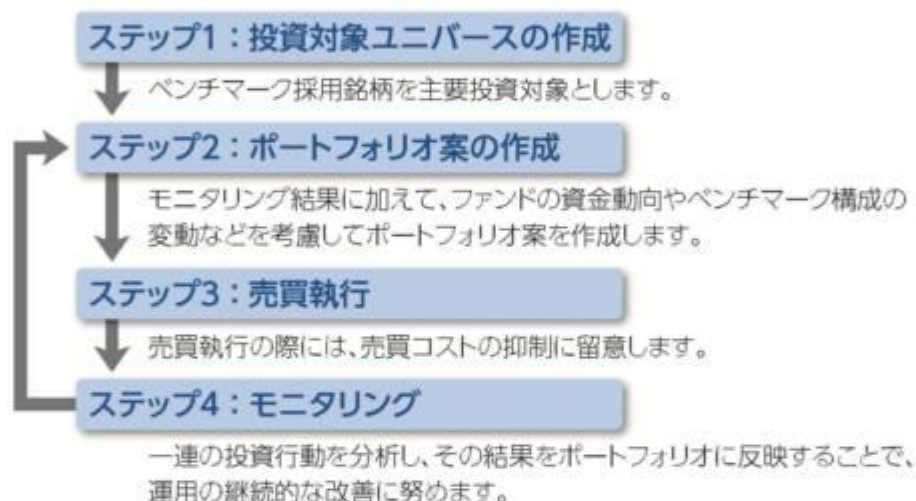 ステップ1：投資対象ユニバースの作成
ベンチマーク採用銘柄を主要投資対象とします。
ステップ2：ポートフォリオ案の作成
モニタリング結果に加えて、ファンドの資金動向やベンチマーク構成の
変動などを考慮してポートフォリオ案を作成します。
ステップ3：売買執行
売買執行の際には、売買コストの抑制に留意します。
ステップ4：モニタリング
一連の投資行動を分析し、その結果をポートフォリオに反映することで、
運用の継続的な改善に努めます。